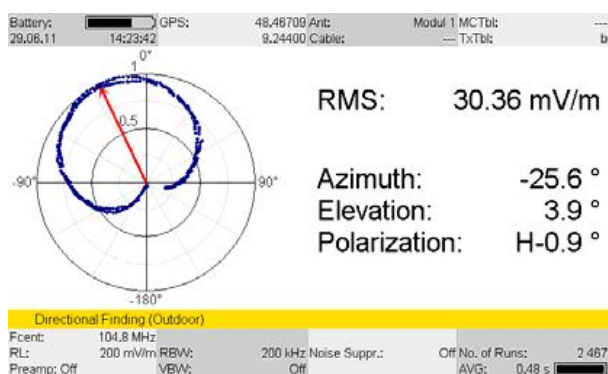 Battery: GPS: 48.46709 Ant: Modul 1 MCTbl: ---
29.06.11 14:23:42 9.24400 Cable: --- TxTbl: b
0°
1
0.5
-90° 90°
-180°
RMS: 30.36 mV/m
Azimuth: -25.6 °
Elevation: 3.9 °
Polarization: H-0.9 °
Directional Finding (Outdoor)
Fcent: 104.8 MHz
RL: 200 mV/m RBW: 200 kHz Noise Suppr.: Off No. of Runs: 2 467
Preamp: Off VBW: Off AVG: 0.48 s